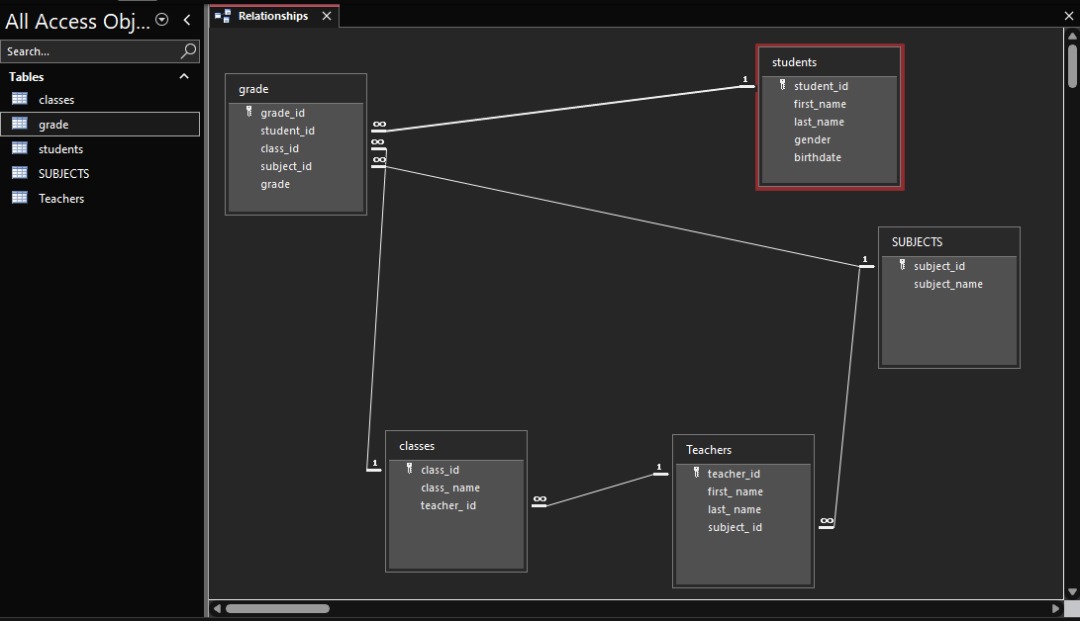 All Access Obj...
Search...
Tables
classes
grade
students
SUBJECTS
Teachers
Relationships
grade
grade_id
student_id
class_id
subject_id
grade
∞
∞
∞
1
students
student_id
first_name
last_name
gender
birthdate
1
SUBJECTS
subject_id
subject_name
1
classes
class_id
class_ name
teacher_ id
∞
1
Teachers
teacher_id
first_ name
last_ name
subject_ id
∞